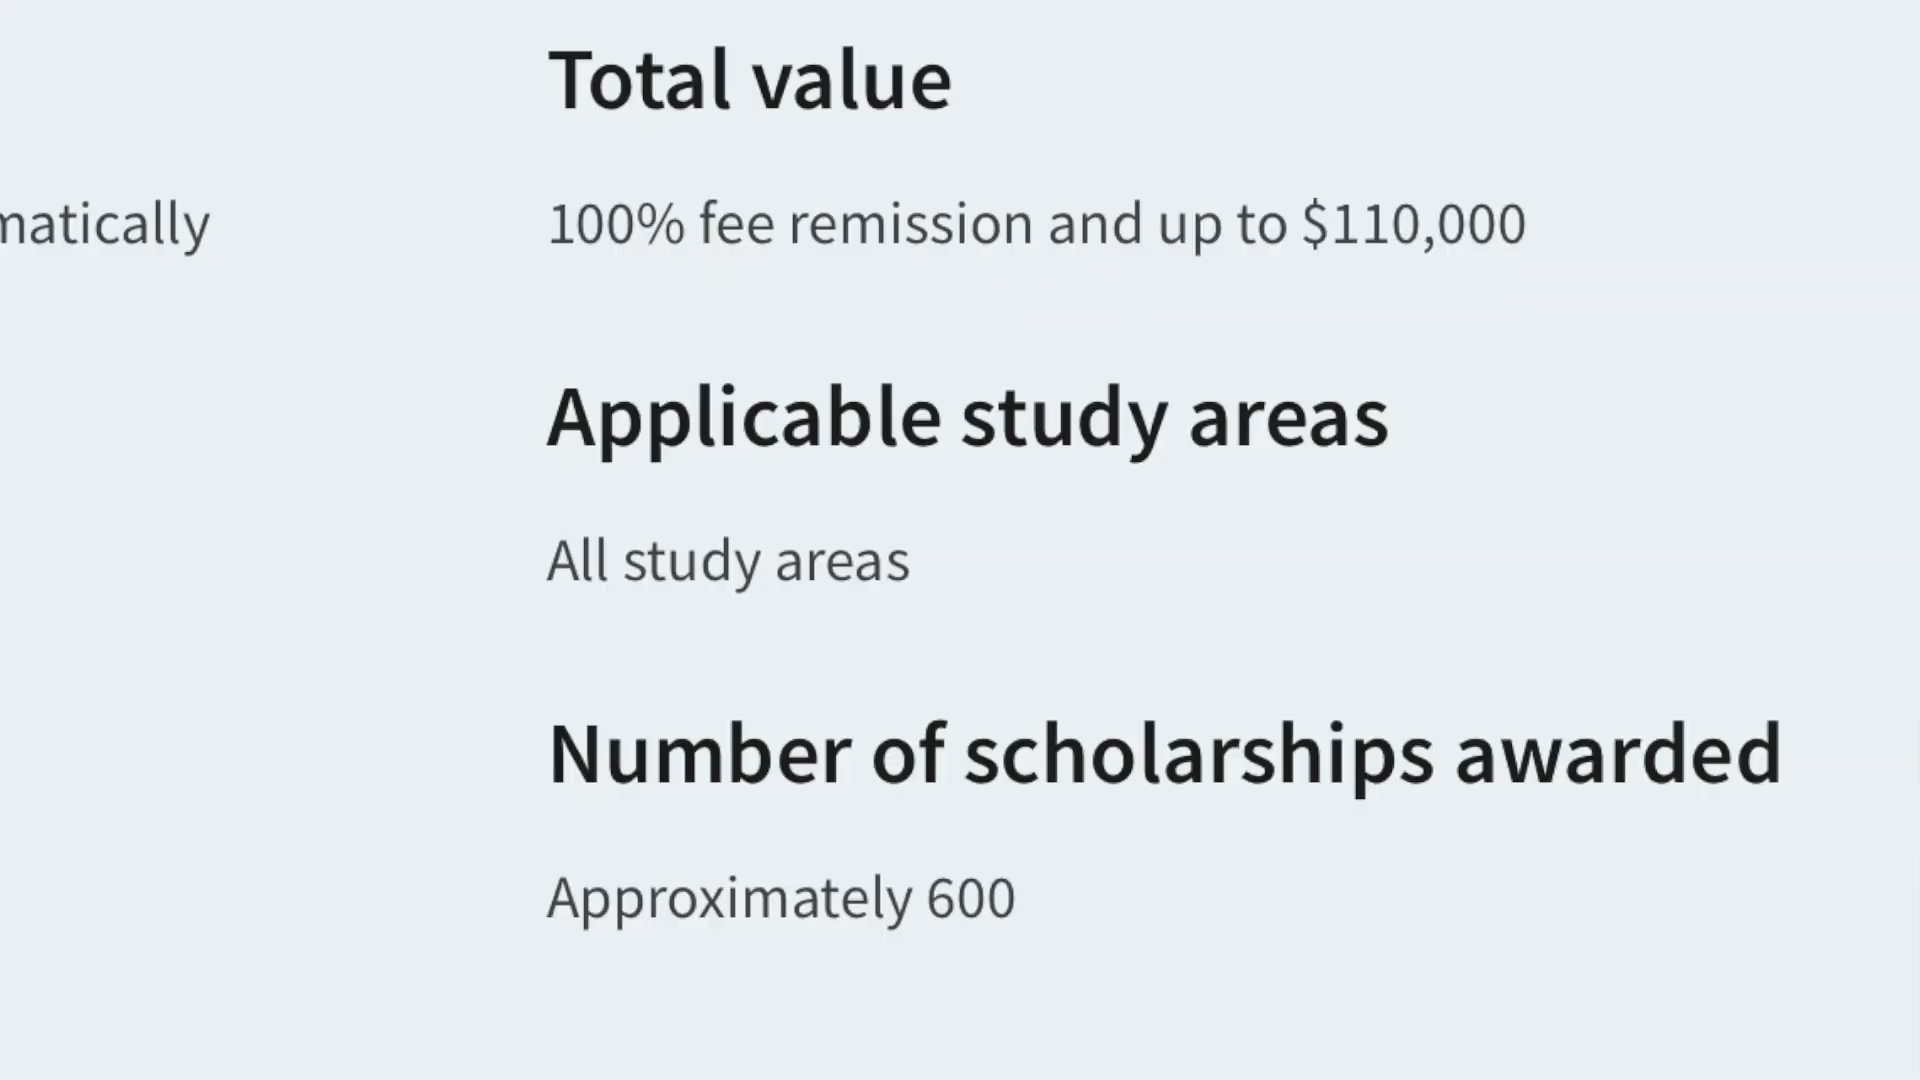 Total value
100% fee remission and up to $110,000
Applicable study areas
All study areas
Number of scholarships awarded
Approximately 600